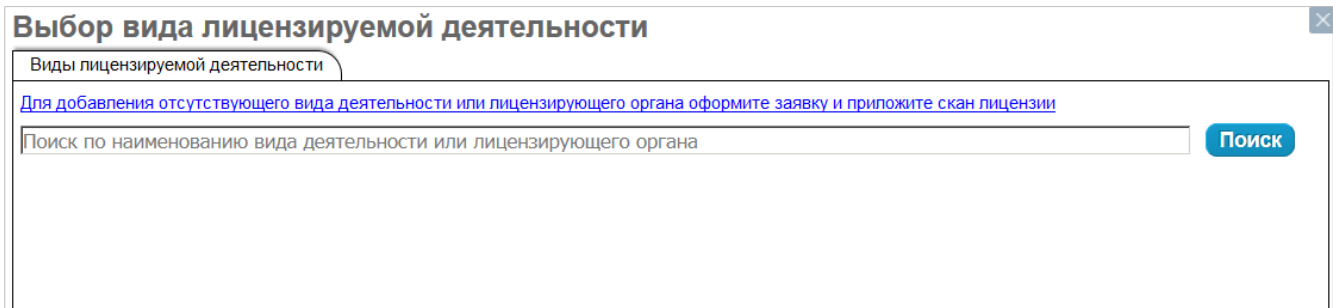 Выбор вида лицензируемой деятельности
Виды лицензируемой деятельности
Для добавления отсутствующего вида деятельности или лицензирующего органа оформите заявку и приложите скан лицензии
Поиск по наименованию вида деятельности или лицензирующего органа
Поиск